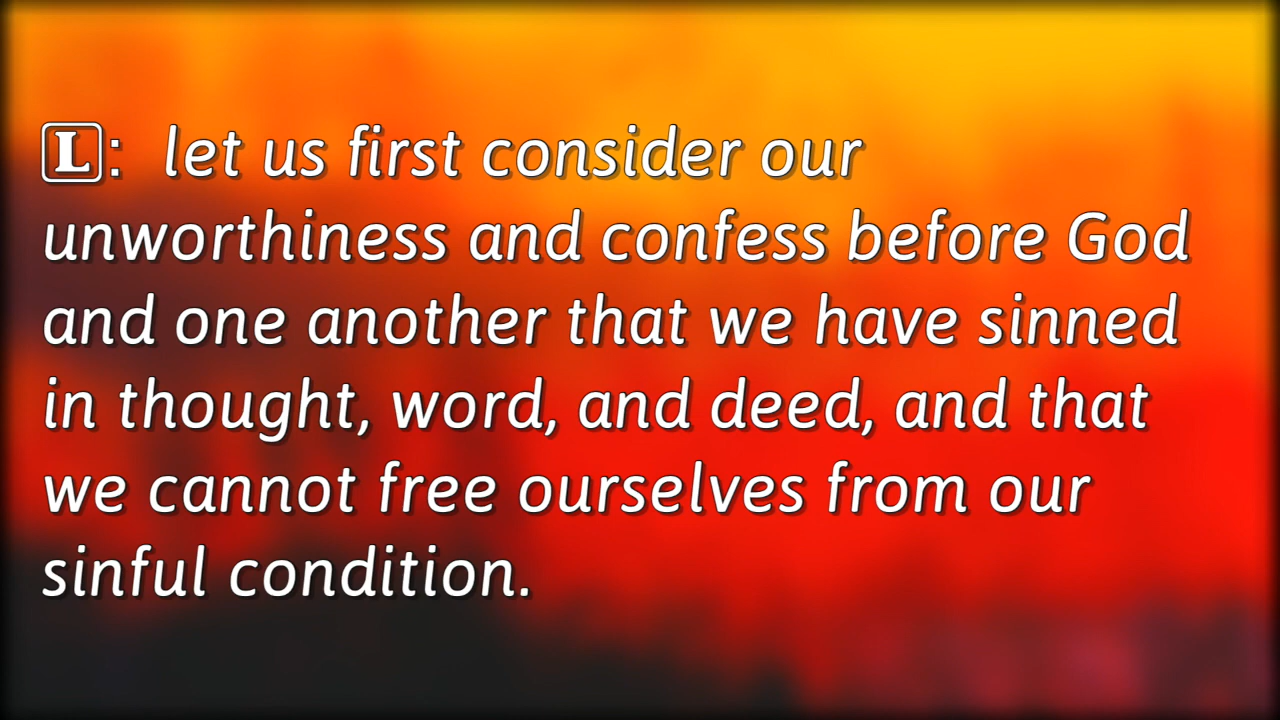 L: let us first consider our
unworthiness and confess before God
and one another that we have sinned
in thought, word, and deed, and that
we cannot free ourselves from our
sinful condition.